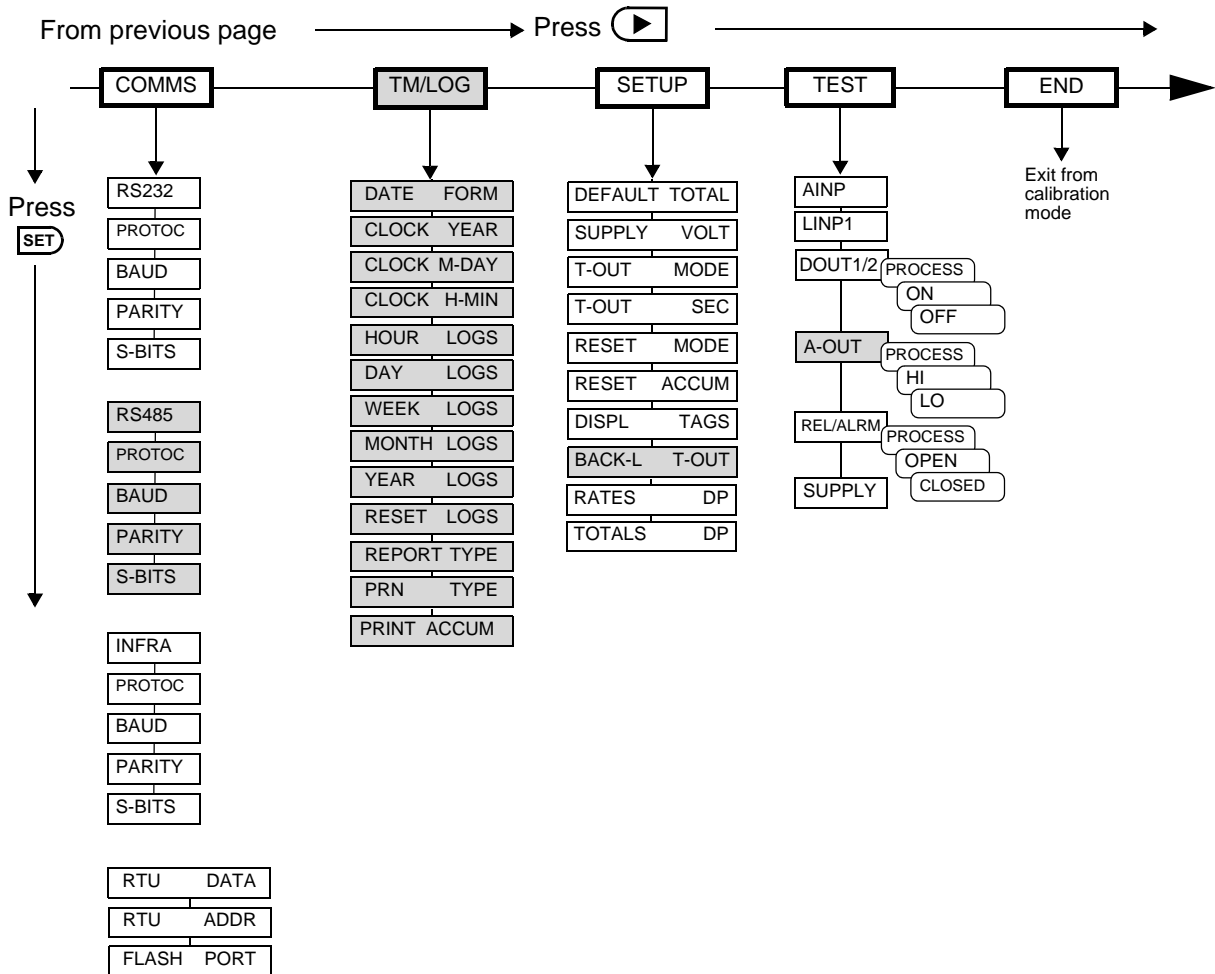 From previous page
Press
COMMS
TM/LOG
SETUP
TEST
END
Press
SET
RS232
PROTOC
BAUD
PARITY
S-BITS
RS485
PROTOC
BAUD
PARITY
S-BITS
INFRA
PROTOC
BAUD
PARITY
S-BITS
RTU DATA
RTU ADDR
FLASH PORT
DATE FORM
CLOCK YEAR
CLOCK M-DAY
CLOCK H-MIN
HOUR LOGS
DAY LOGS
WEEK LOGS
MONTH LOGS
YEAR LOGS
RESET LOGS
REPORT TYPE
PRN TYPE
PRINT ACCUM
DEFAULT TOTAL
SUPPLY VOLT
T-OUT MODE
T-OUT SEC
RESET MODE
RESET ACCUM
DISPL TAGS
BACK-L T-OUT
RATES DP
TOTALS DP
AINP
LINP1
DOUT1/2
PROCESS
ON
OFF
A-OUT
PROCESS
HI
LO
REL/ALRM
PROCESS
OPEN
CLOSED
SUPPLY
Exit from
calibration
mode